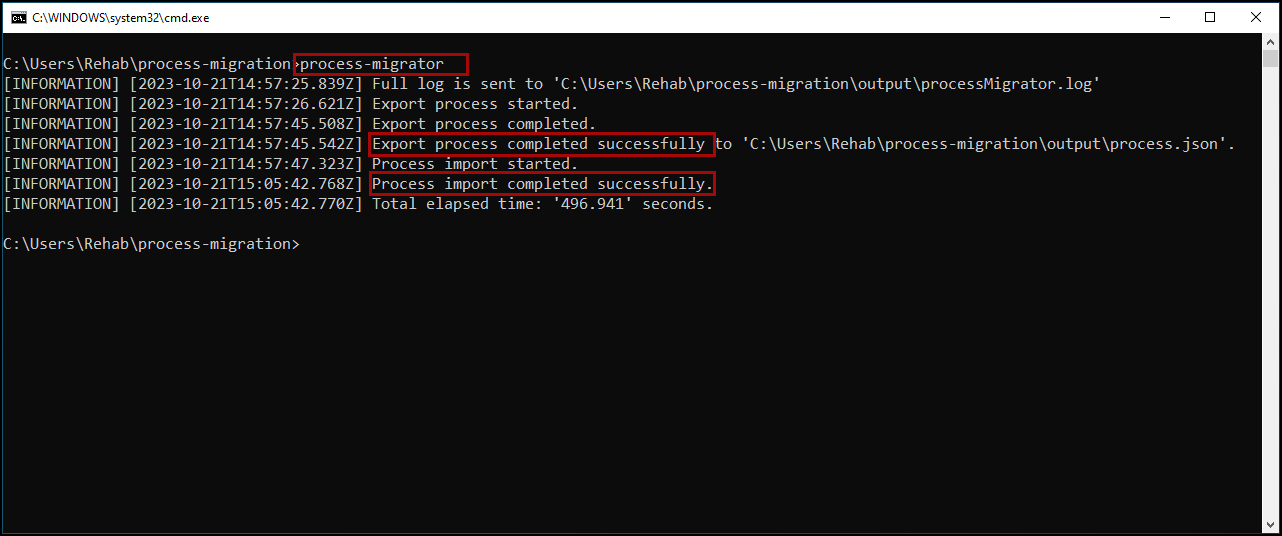 C:\WINDOWS\system32\cmd.exe
C:\Users\Rehab\process-migration>process-migrator
[INFORMATION] [2023-10-21T14:57:25.839Z] Full log is sent to 'C:\Users\Rehab\process-migration\output\processMigrator.log'
[INFORMATION] [2023-10-21T14:57:26.621Z] Export process started.
[INFORMATION] [2023-10-21T14:57:45.508Z] Export process completed.
[INFORMATION] [2023-10-21T14:57:45.542Z] Export process completed successfully to 'C:\Users\Rehab\process-migration\output\process.json'.
[INFORMATION] [2023-10-21T14:57:47.323Z] Process import started.
[INFORMATION] [2023-10-21T15:05:42.768Z] Process import completed successfully.
[INFORMATION] [2023-10-21T15:05:42.770Z] Total elapsed time: '496.941' seconds.
C:\Users\Rehab\process-migration>